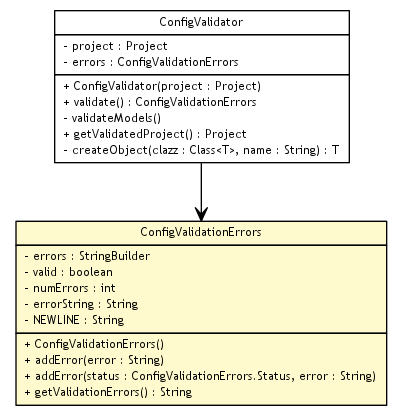 ConfigValidator
- project : Project
- errors : ConfigValidationErrors
+ ConfigValidator(project : Project)
+ validate() : ConfigValidationErrors
- validateModels()
+ getValidatedProject() : Project
- createObject(clazz : Class<T>, name : String) : T
ConfigValidationErrors
- errors : StringBuilder
- valid : boolean
- numErrors : int
- errorString : String
- NEWLINE : String
+ ConfigValidationErrors()
+ addError(error : String)
+ addError(status : ConfigValidationErrors.Status, error : String)
+ getValidationErrors() : String